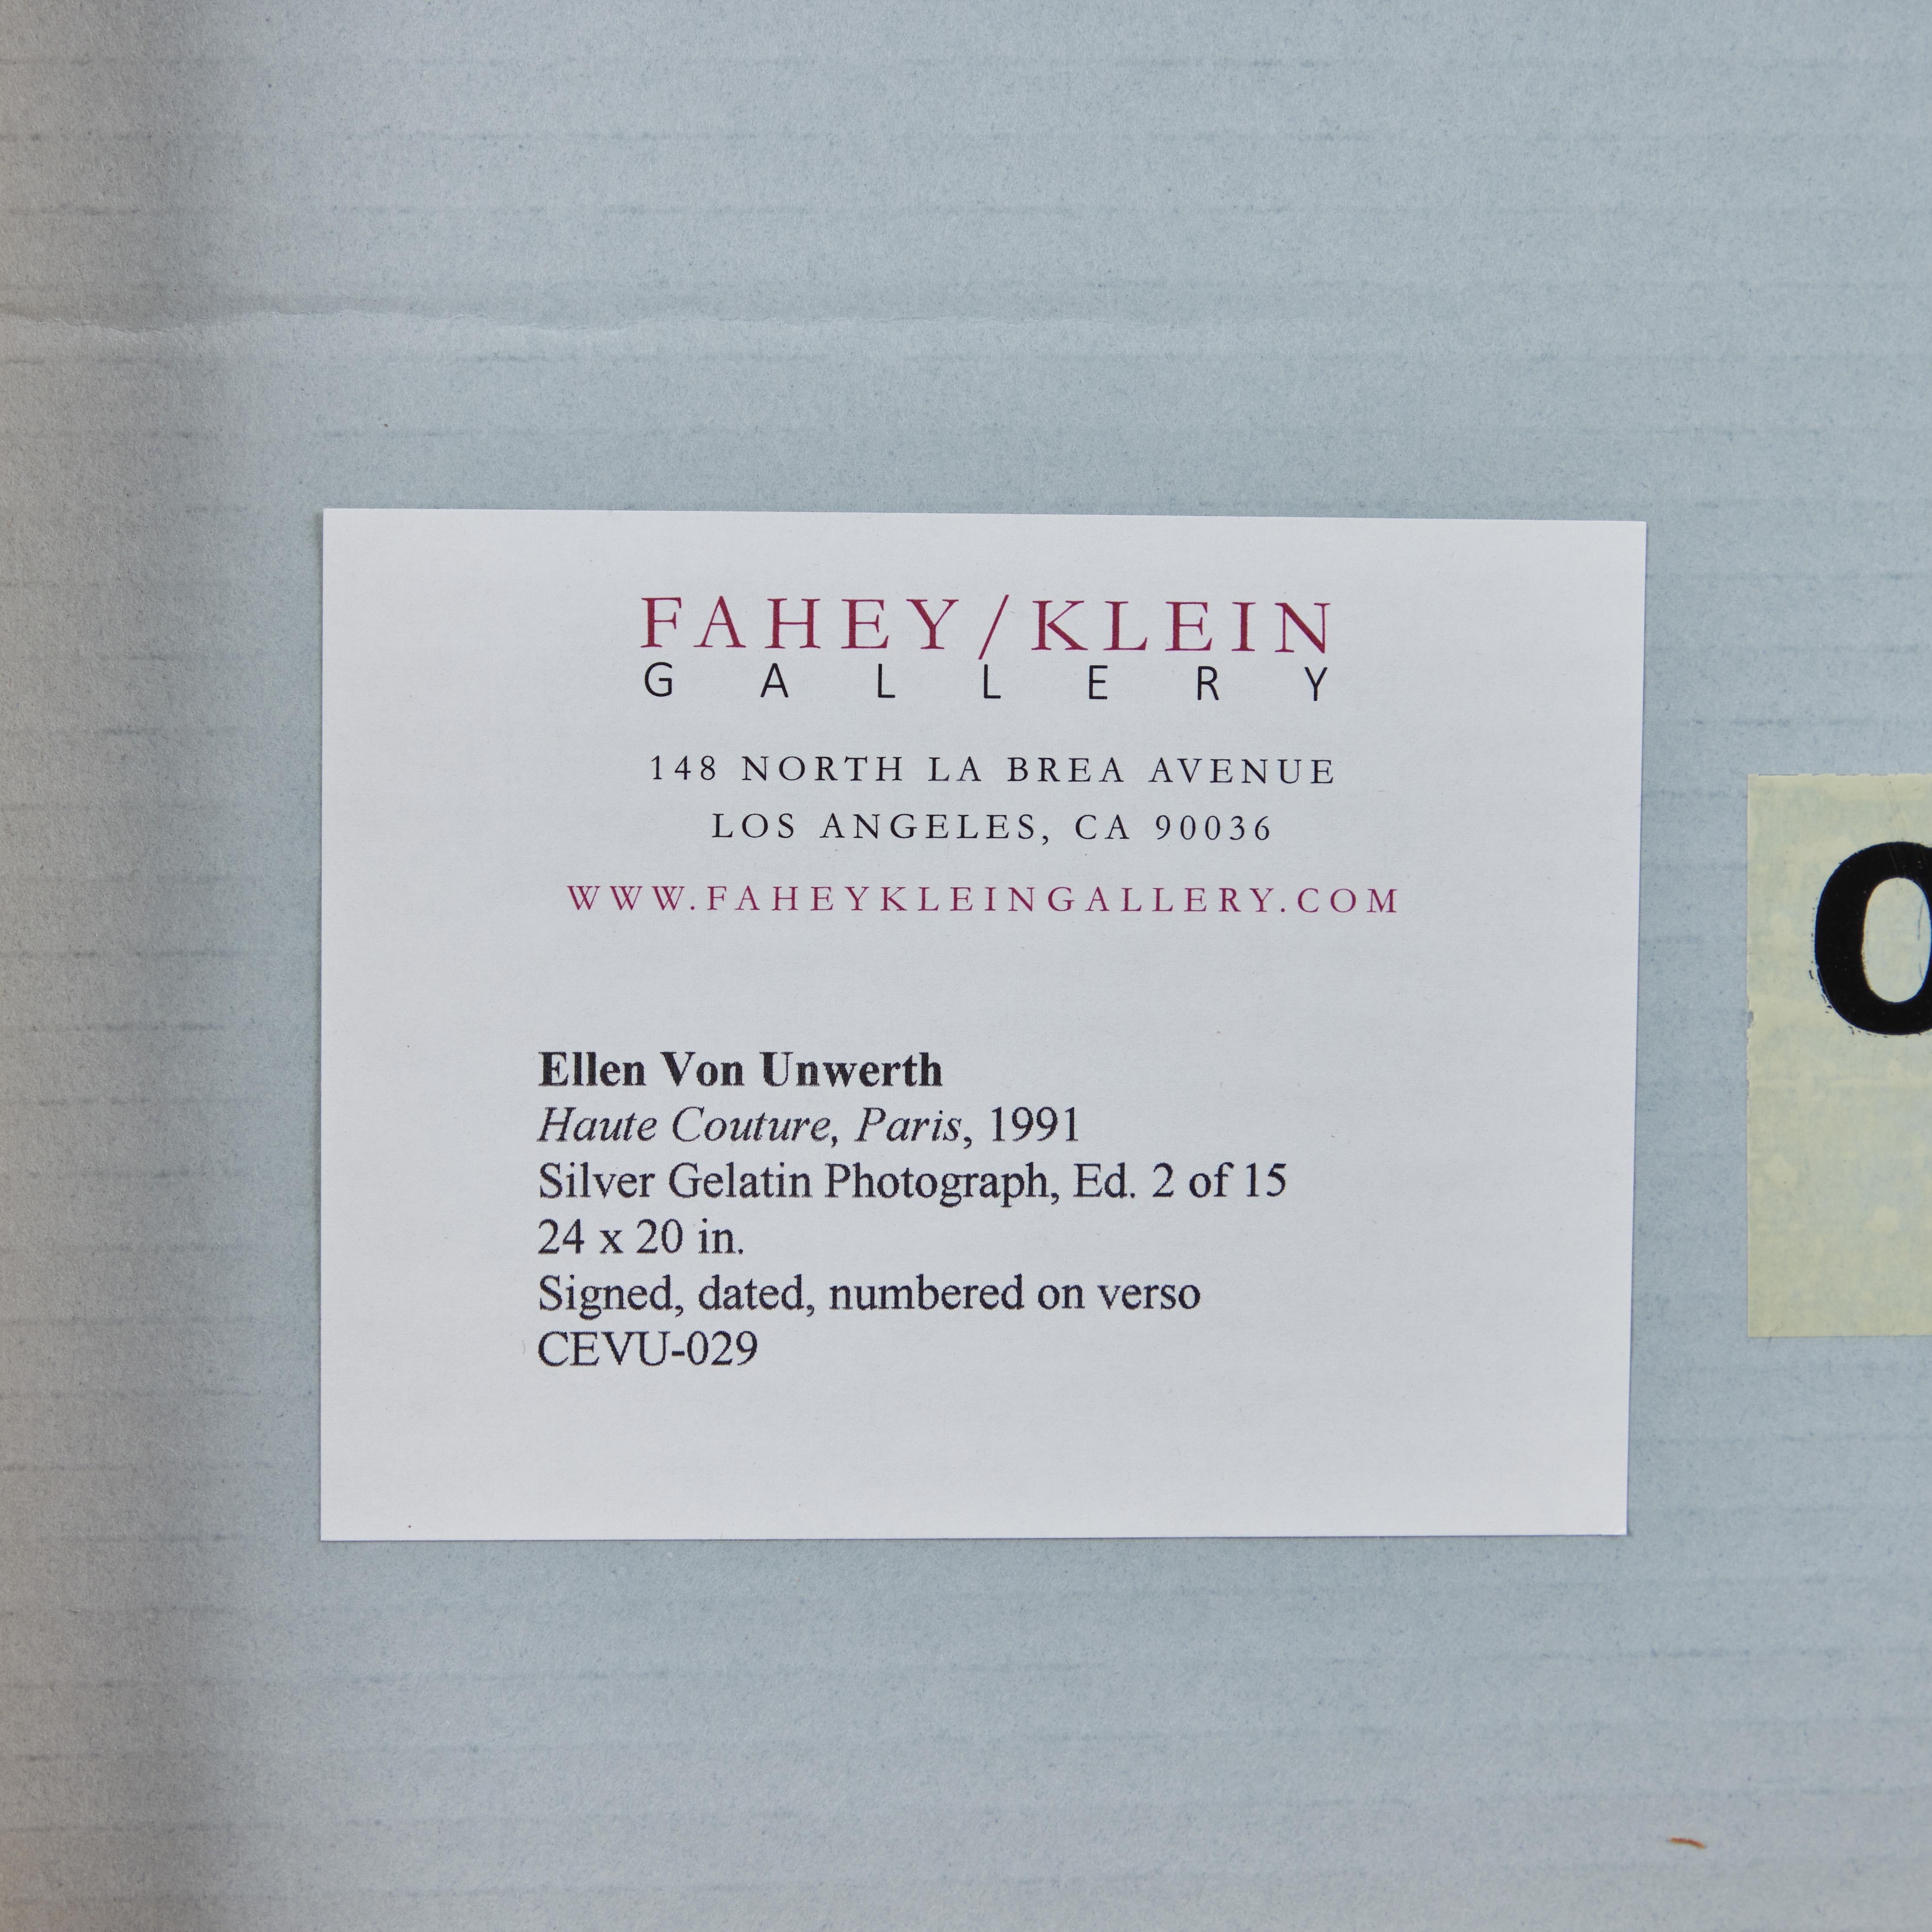 FAHEY/KLEIN
GALLERY
148 NORTH LA BREA AVENUE
LOS ANGELES, CA 90036
WWW.FAHEYKLEINGALLERY.COM
Ellen Von Unwerth
Haute Couture, Paris, 1991
Silver Gelatin Photograph, Ed. 2 of 15
24 x 20 in.
Signed, dated, numbered on verso
CEVU-029